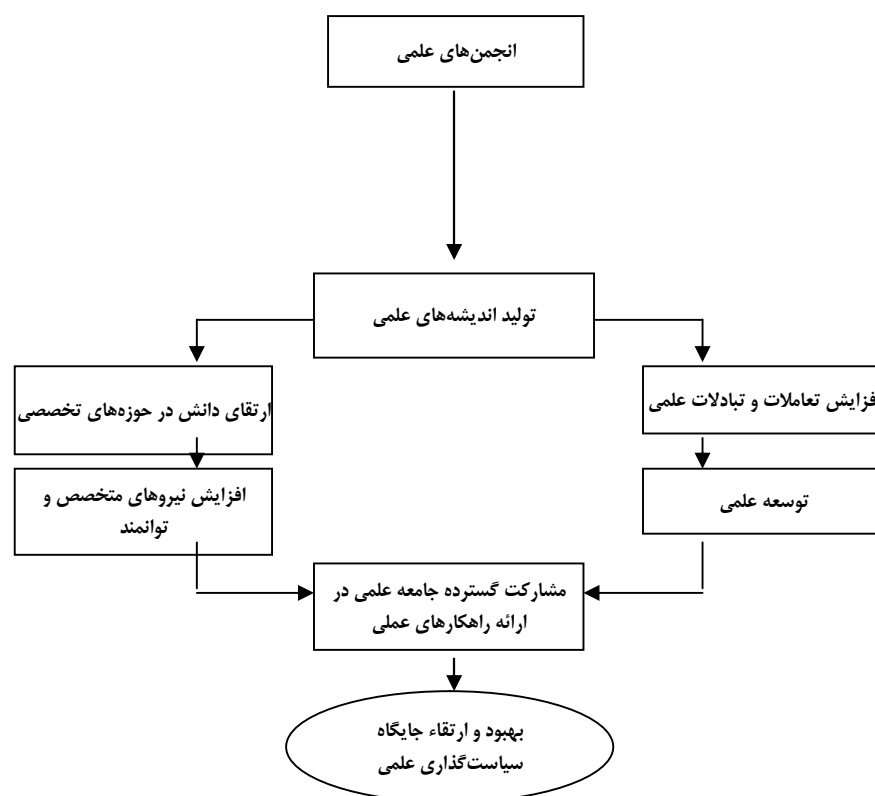 انجمن‌های علمی
تولید اندیشه‌های علمی
فزایش تعاملات و تبادلات علمی
ارتقای دانش در حوزه‌های تخصصی
توسعه علمی
افزایش نیروهای متخصص و
توانمند
مشارکت گسترده جامعه علمی در
ارائه راهکارهای عملی
بهبود و ارتقاء جایگاه
سیاست‌گذاری علمی